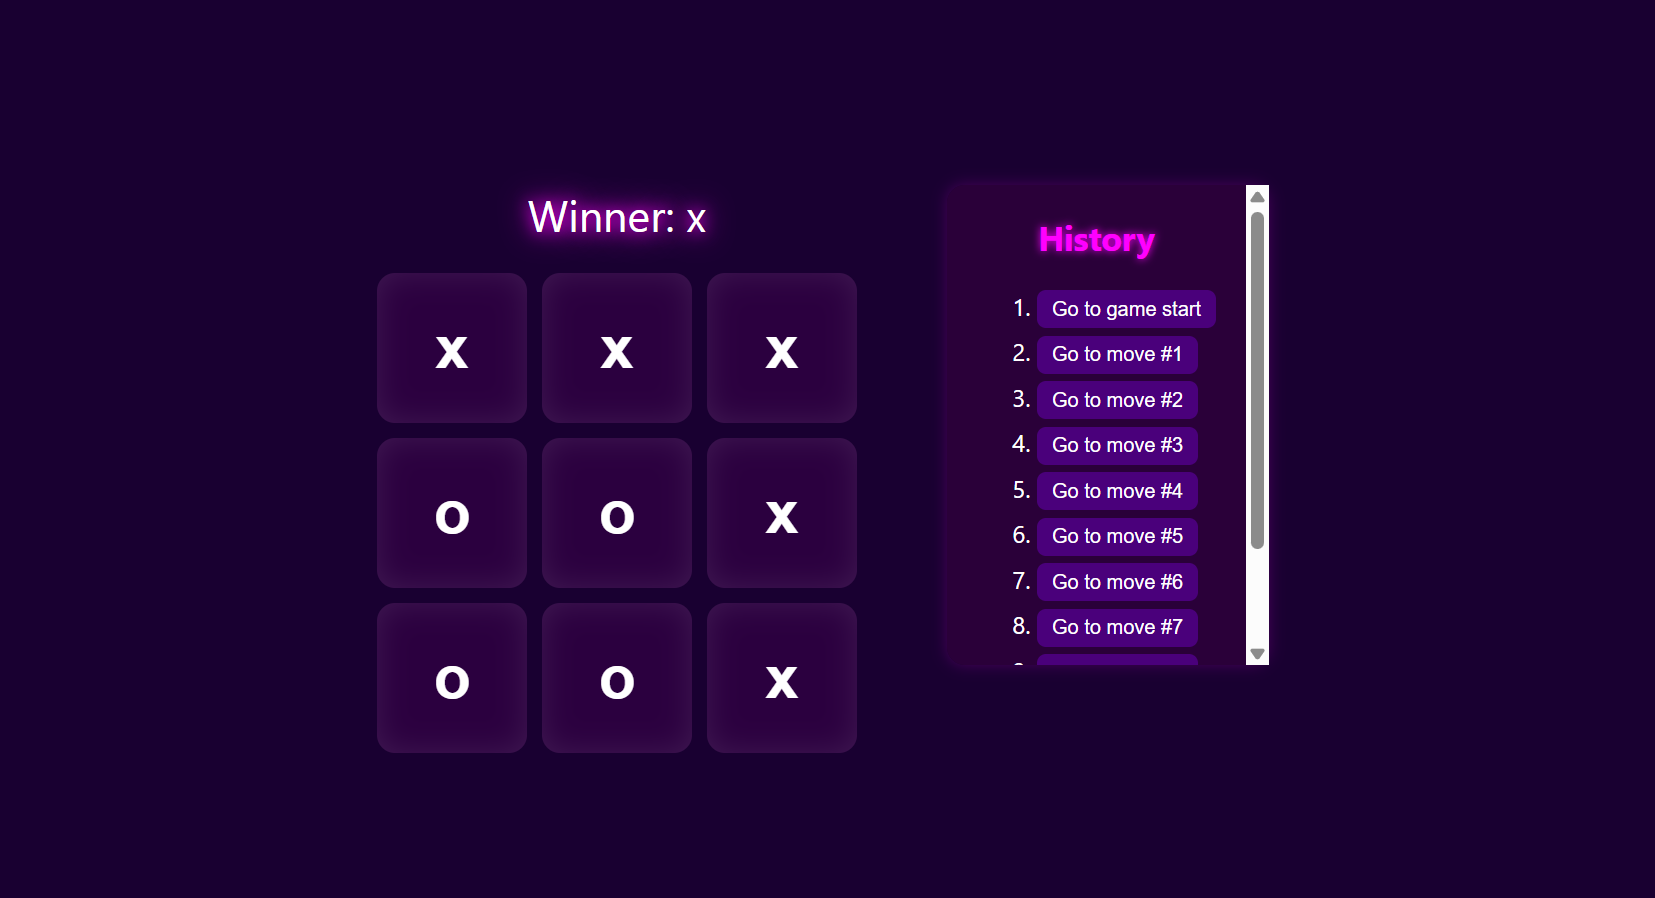 Winner: x
x x x
o o x
o o x
History
1. Go to game start
2. Go to move #1
3. Go to move #2
4. Go to move #3
5. Go to move #4
6. Go to move #5
7. Go to move #6
8. Go to move #7